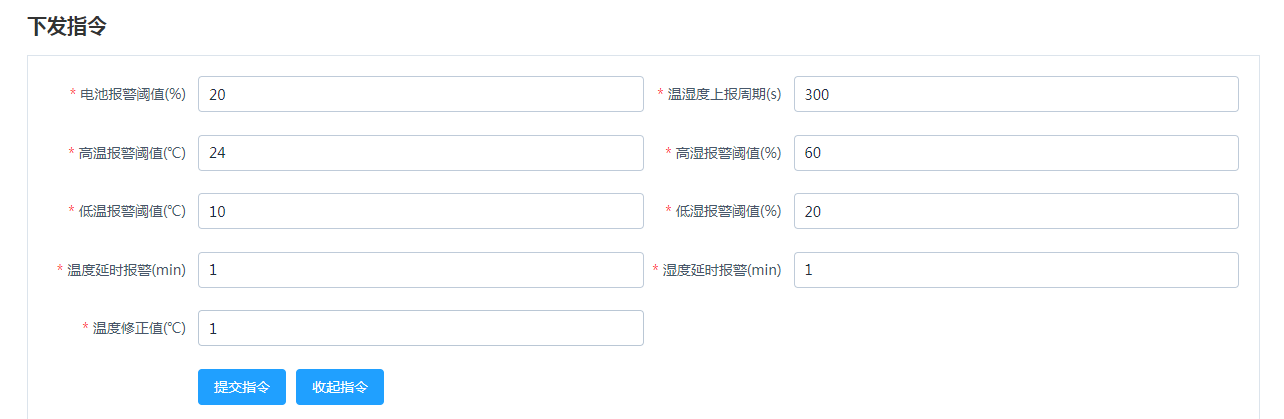 下发指令
* 电池报警阈值(%) 20 * 温湿度上报周期(s) 300
* 高温报警阈值(℃) 24 * 高湿报警阈值(%) 60
* 低温报警阈值(℃) 10 * 低湿报警阈值(%) 20
* 温度延时报警(min) 1 * 湿度延时报警(min) 1
* 温度修正值(℃) 1
提交指令 收起指令